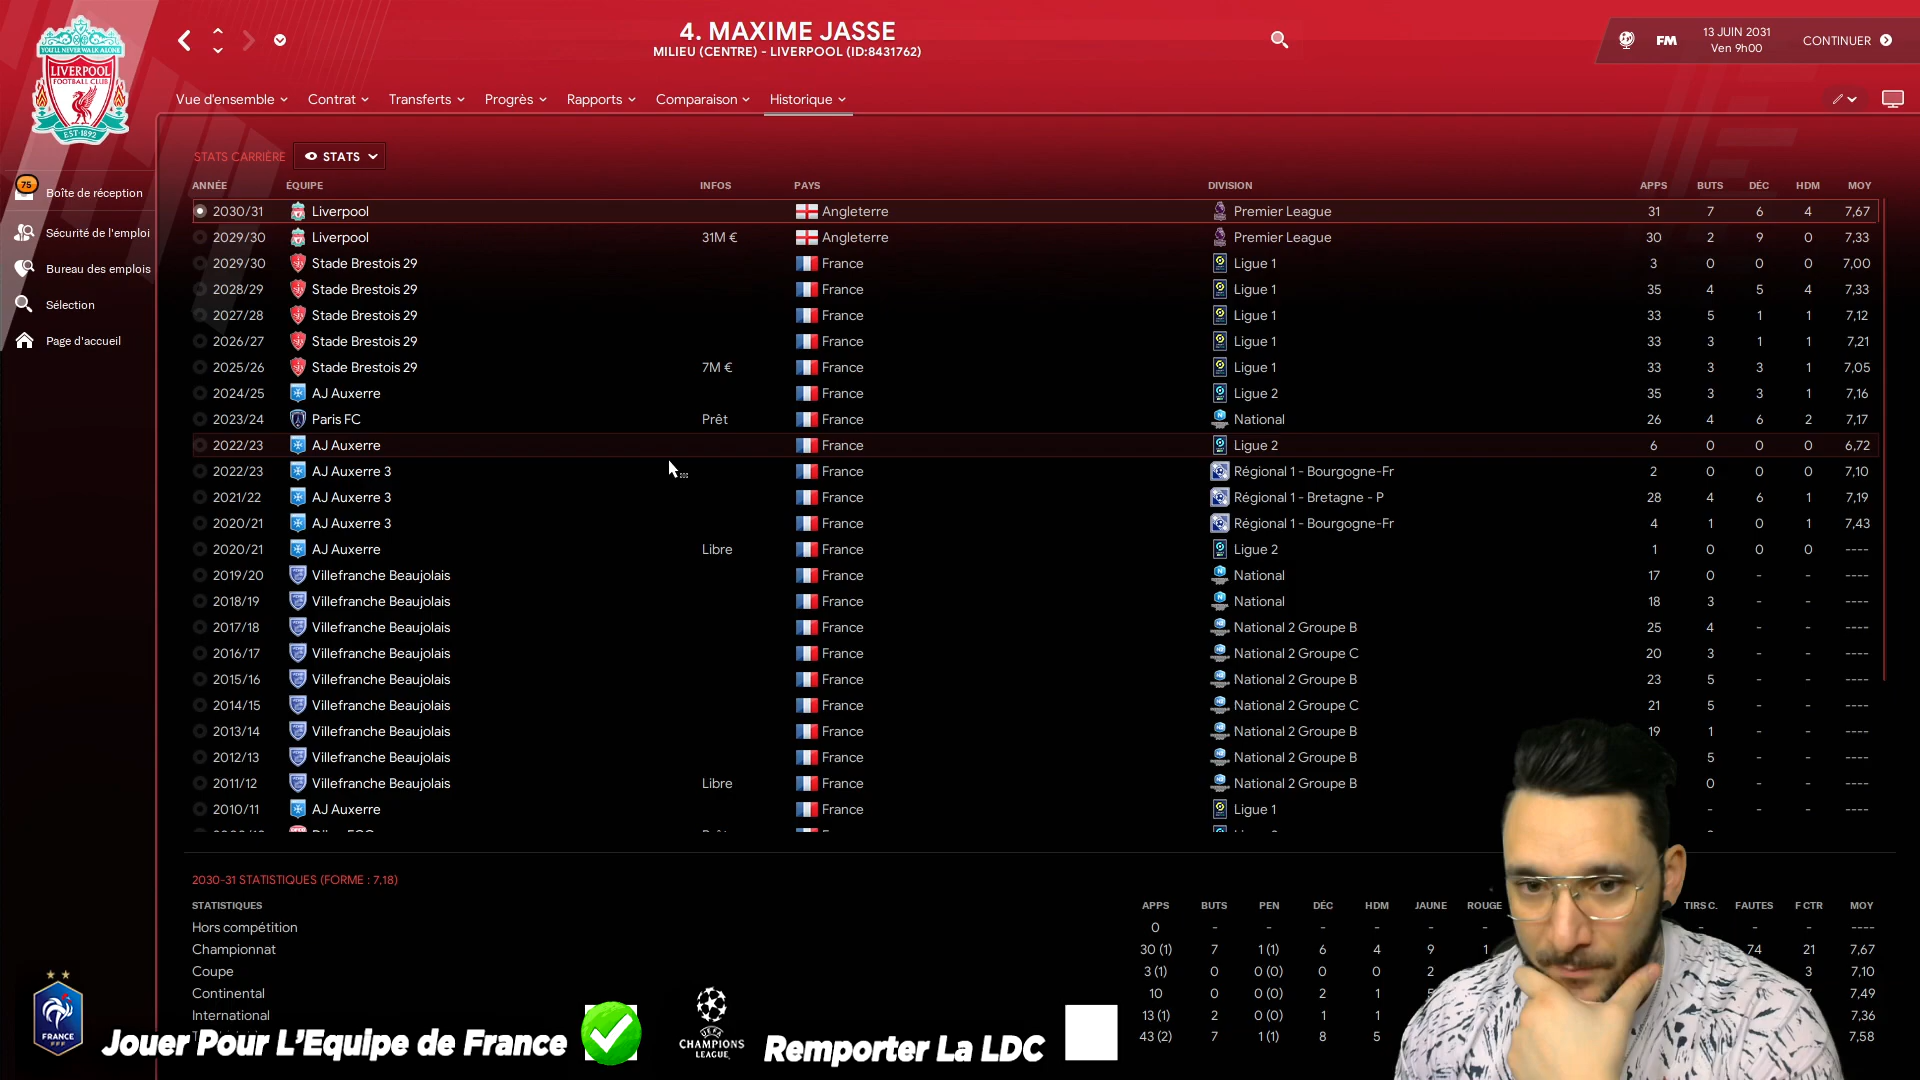 4. MAXIME JASSE
MILIEU (CENTRE) - LIVERPOOL (ID:8431762)
FM
13 JUIN 2031
Ven 9h00
CONTINUER
YOU'LL NEVER WALK ALONE
LIVERPOOL
FOOTBALL CLUB
EST·1892
Vue d'ensemble Contrat Transferts Progrès Rapports Comparaison Historique
75
Boîte de réception
Sécurité de l'emploi
Bureau des emplois
Sélection
Page d'accueil
STATS CARRIÈRE STATS
ANNÉE ÉQUIPE INFOS PAYS DIVISION APPS BUTS DÉC HDM MOY
2030/31 Liverpool Angleterre Premier League 31 7 6 4 7,67
2029/30 Liverpool 31M € Angleterre Premier League 30 2 9 0 7,33
2029/30 Stade Brestois 29 France Ligue 1 3 0 0 0 7,00
2028/29 Stade Brestois 29 France Ligue 1 35 4 5 4 7,33
2027/28 Stade Brestois 29 France Ligue 1 33 5 1 1 7,12
2026/27 Stade Brestois 29 France Ligue 1 33 3 1 1 7,21
2025/26 Stade Brestois 29 7M € France Ligue 1 33 3 3 1 7,05
2024/25 AJ Auxerre France Ligue 2 35 3 3 1 7,16
2023/24 Paris FC Prêt France National 26 4 6 2 7,17
2022/23 AJ Auxerre France Ligue 2 6 0 0 0 6,72
2022/23 AJ Auxerre 3 France Régional 1 - Bourgogne-Fr 2 0 0 0 7,10
2021/22 AJ Auxerre 3 France Régional 1 - Bretagne - P 28 4 6 1 7,19
2020/21 AJ Auxerre 3 France Régional 1 - Bourgogne-Fr 4 1 0 1 7,43
2020/21 AJ Auxerre Libre France Ligue 2 1 0 0 0 ----
2019/20 Villefranche Beaujolais France National 17 0 - - ----
2018/19 Villefranche Beaujolais France National 18 3 - - ----
2017/18 Villefranche Beaujolais France National 2 Groupe B 25 4 - - ----
2016/17 Villefranche Beaujolais France National 2 Groupe C 20 3 - - ----
2015/16 Villefranche Beaujolais France National 2 Groupe B 23 5 - - ----
2014/15 Villefranche Beaujolais France National 2 Groupe C 21 5 - - ----
2013/14 Villefranche Beaujolais France National 2 Groupe B 19 1 - - ----
2012/13 Villefranche Beaujolais France National 2 Groupe B 5 - - ----
2011/12 Villefranche Beaujolais Libre France National 2 Groupe B 0 - - ----
2010/11 AJ Auxerre France Ligue 1 - - - ----
2030-31 STATISTIQUES (FORME : 7,18)
STATISTIQUES APPS BUTS PEN DÉC HDM JAUNE ROUGE TIRS C. FAUTES F CTR MOY
Hors compétition 0 - - - - - - - - - ----
Championnat 30 (1) 7 1 (1) 6 4 9 1 74 21 7,67
Coupe 3 (1) 0 0 (0) 0 0 2 3 7,10
Continental 10 0 0 (0) 2 1 7,49
International 13 (1) 2 0 (0) 1 1 7,36
43 (2) 7 1 (1) 8 5 7,58
FRANCE
FFF
Jouer Pour L'Equipe de France
UEFA
CHAMPIONS
LEAGUE
Remporter La LDC